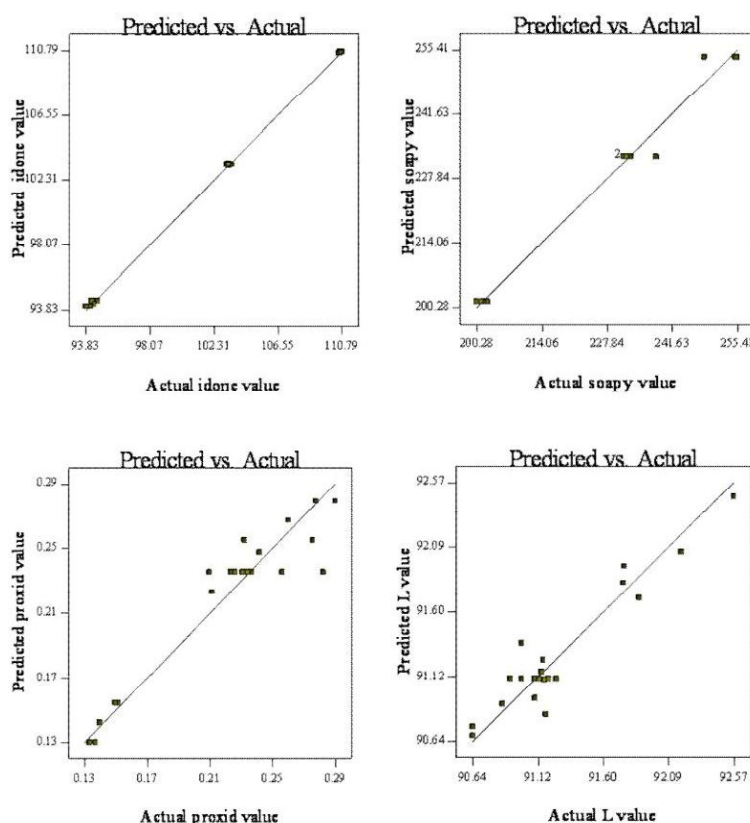 Predicted vs. Actual
110.79
106.55
102.31
98.07
93.83
Predicted idone value
93.83 98.07 102.31 106.55 110.79
Actual idone value
Predicted vs. Actual
255.41
241.63
227.84
214.06
200.28
Predicted soapy value
2
200.28 214.06 227.84 241.63 255.41
Actual soapy value
Predicted vs. Actual
0.29
0.25
0.21
0.17
0.13
Predicted proxid value
0.13 0.17 0.21 0.25 0.29
Actual proxid value
Predicted vs. Actual
92.57
92.09
91.60
91.12
90.64
Predicted L value
90.64 91.12 91.60 92.09 92.57
Actual L value